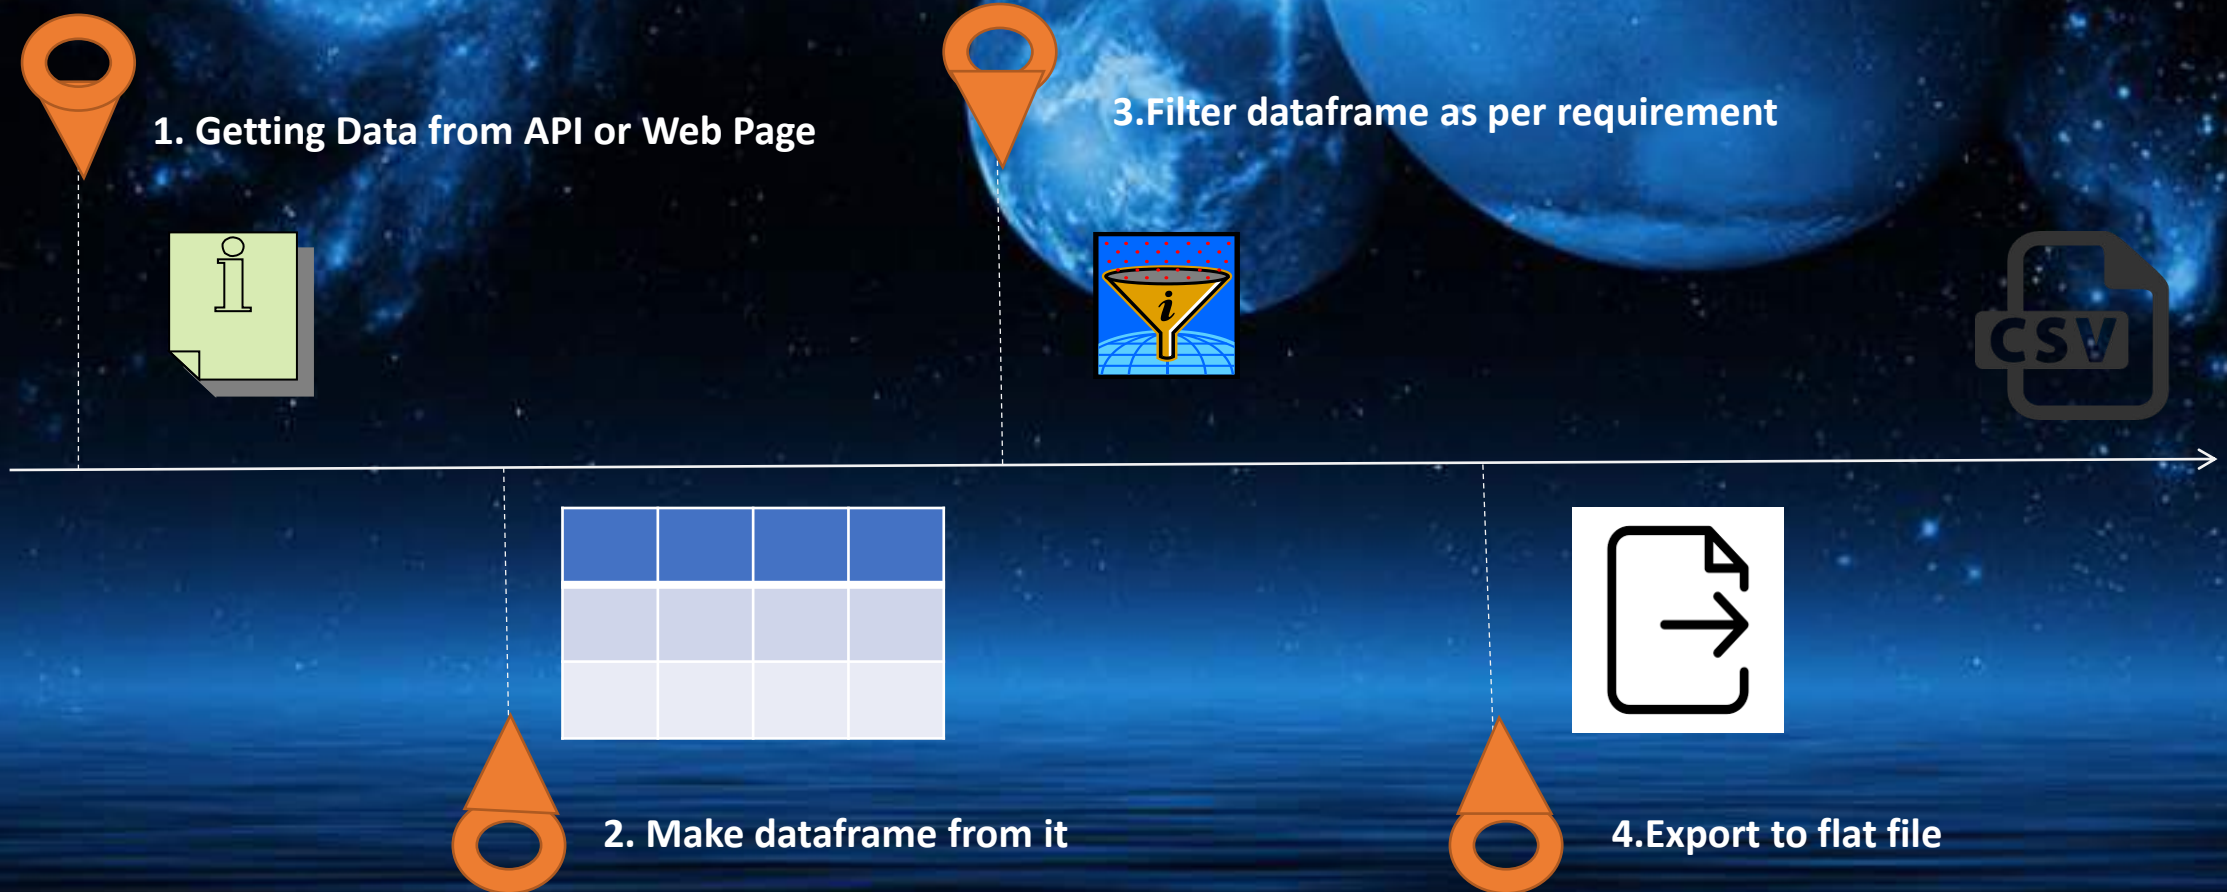 1. Getting Data from API or Web Page
i
2. Make dataframe from it
3.Filter dataframe as per requirement
i
4.Export to flat file
CSV